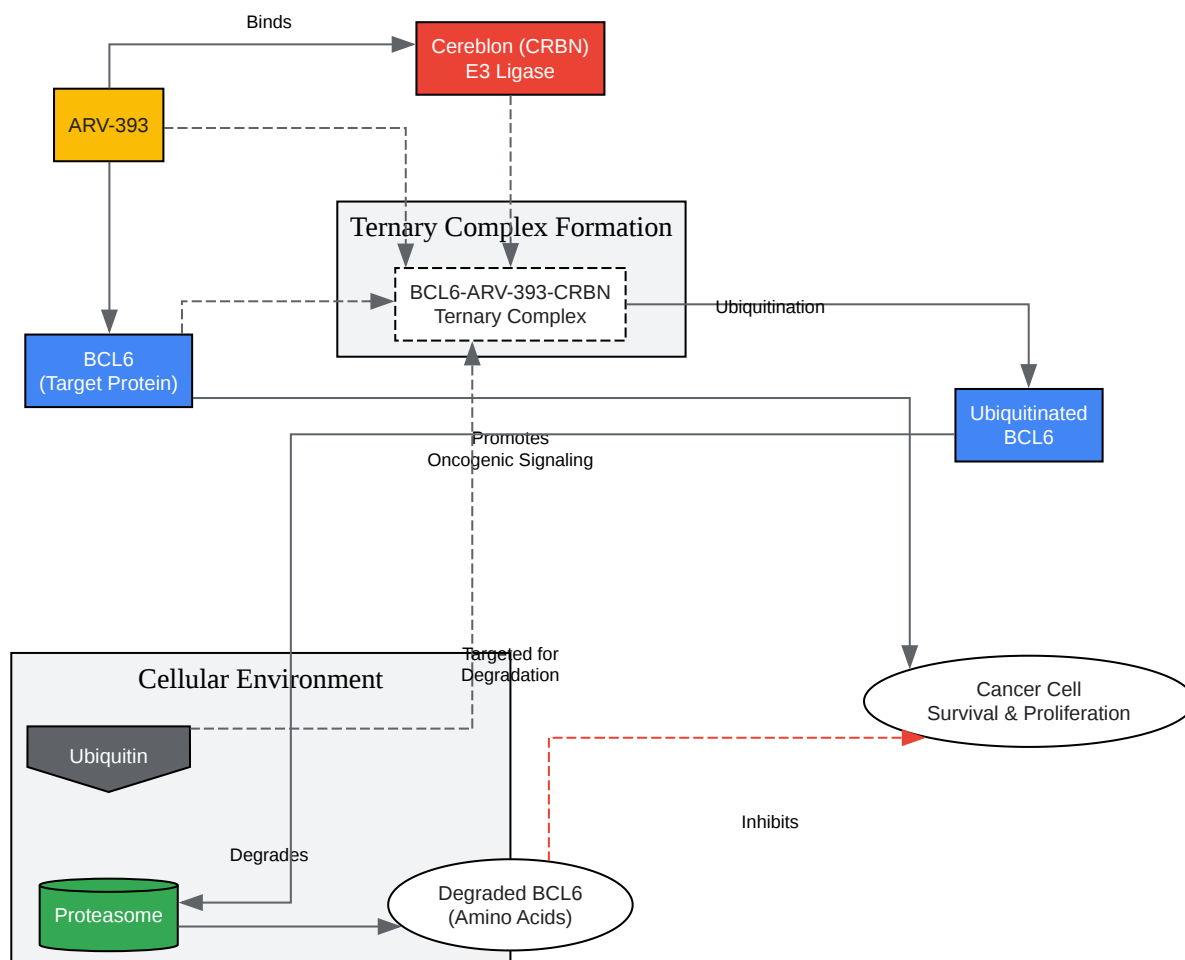 Binds
Cereblon (CRBN)
E3 Ligase
ARV-393
Ternary Complex Formation
BCL6-ARV-393-CRBN
Ternary Complex
Ubiquitination
BCL6
(Target Protein)
Ubiquitinated
BCL6
Promotes
Oncogenic Signaling
Targeted for
Degradation
Cellular Environment
Cancer Cell
Survival & Proliferation
Ubiquitin
Inhibits
Degrades
Degraded BCL6
(Amino Acids)
Proteasome